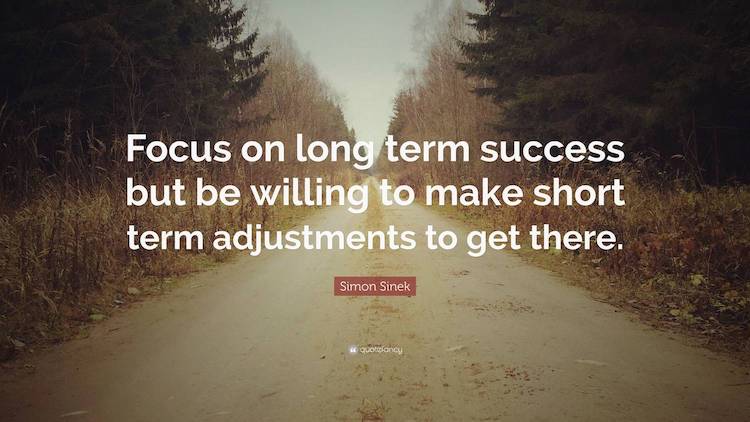 Focus on long term success
but be willing to make short
term adjustments to get there.
Simon Sinek
quotefancy